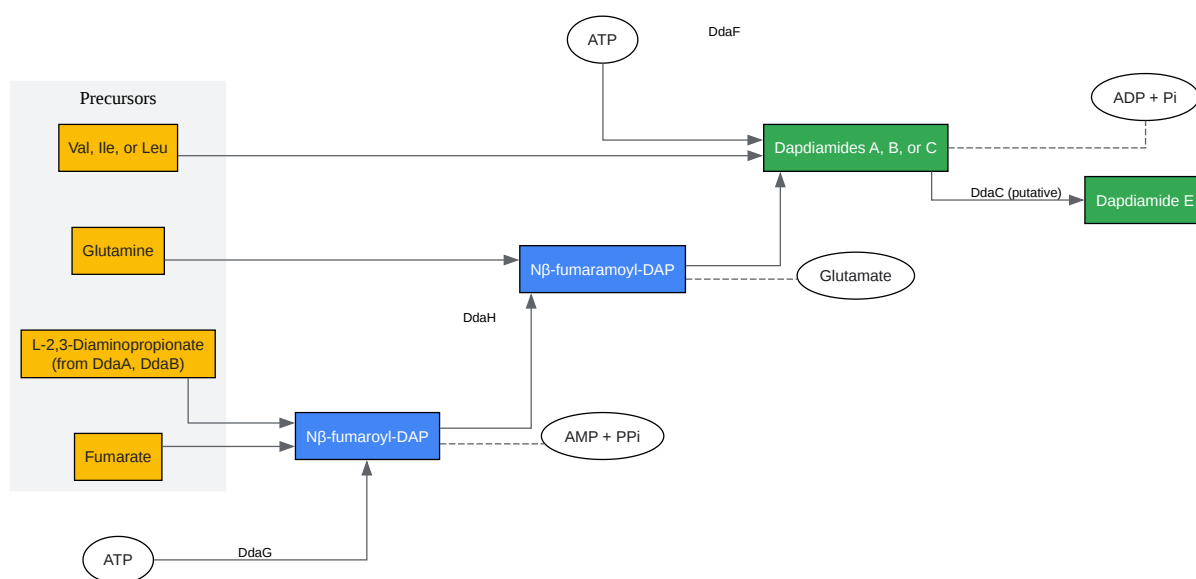 ATP
DdaF
ADP + Pi
Precursors
Val, Ile, or Leu
Dapdiamides A, B, or C
DdaC (putative)
Dapdiamide E
Glutamine
Nβ-fumaramoyl-DAP
Glutamate
DdaH
L-2,3-Diaminopropionate
(from DdaA, DdaB)
Nβ-fumaroyl-DAP
AMP + PPi
Fumarate
ATP
DdaG